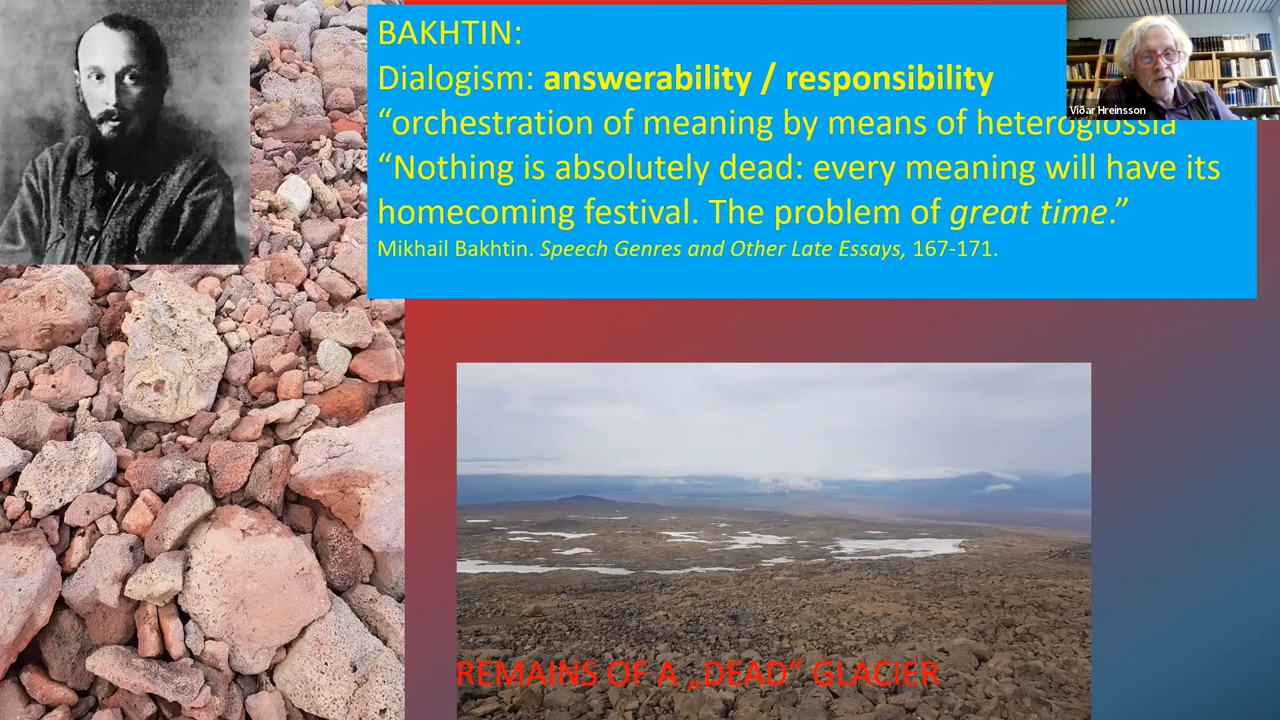 BAKHTIN:
Dialogism: answerability / responsibility
“orchestration of meaning by means of heteroglossia
“Nothing is absolutely dead: every meaning will have its
homecoming festival. The problem of great time.”
Mikhail Bakhtin. Speech Genres and Other Late Essays, 167-171.
Viðar Hreinsson
REMAINS OF A „DEAD“ GLACIER